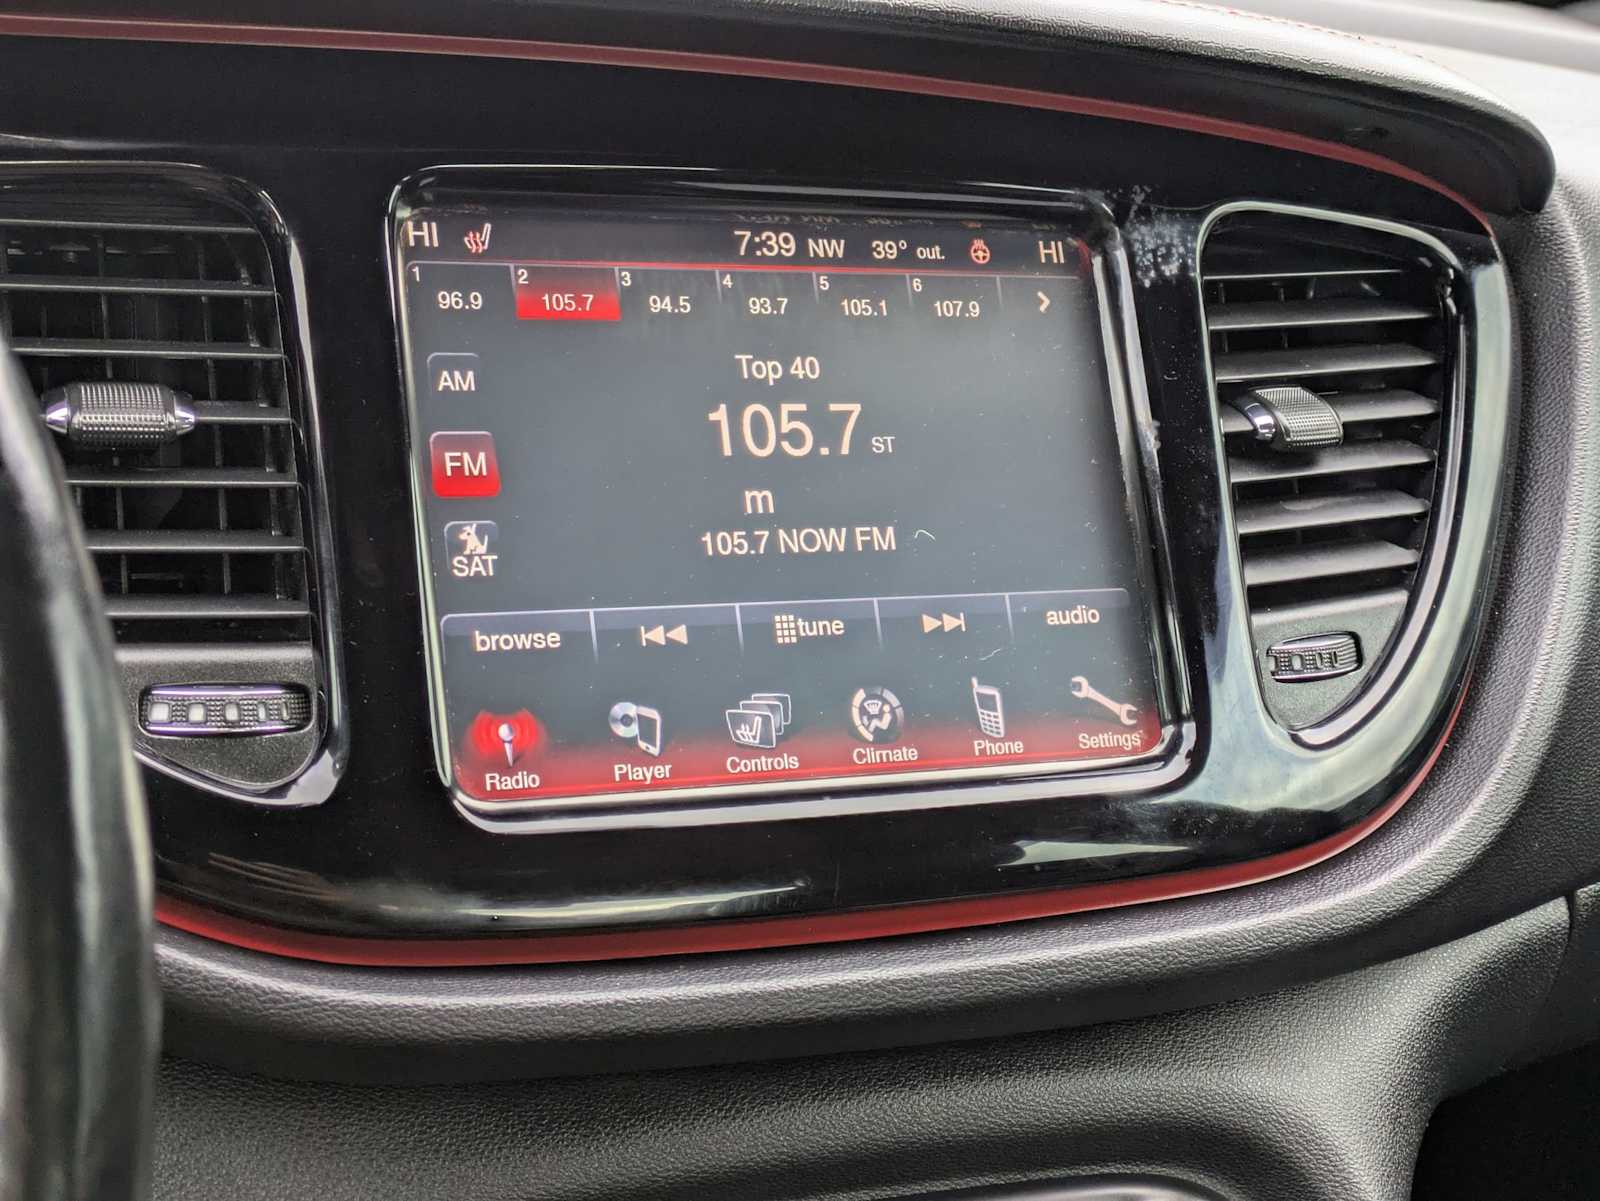 HI 7:39 NW 39° out. HI
1 2 3 4 5 6
96.9 105.7 94.5 93.7 105.1 107.9
AM
Top 40
105.7 ST
FM
m
105.7 NOW FM
SAT
browse tune audio
Radio Player Controls Climate Phone Settings